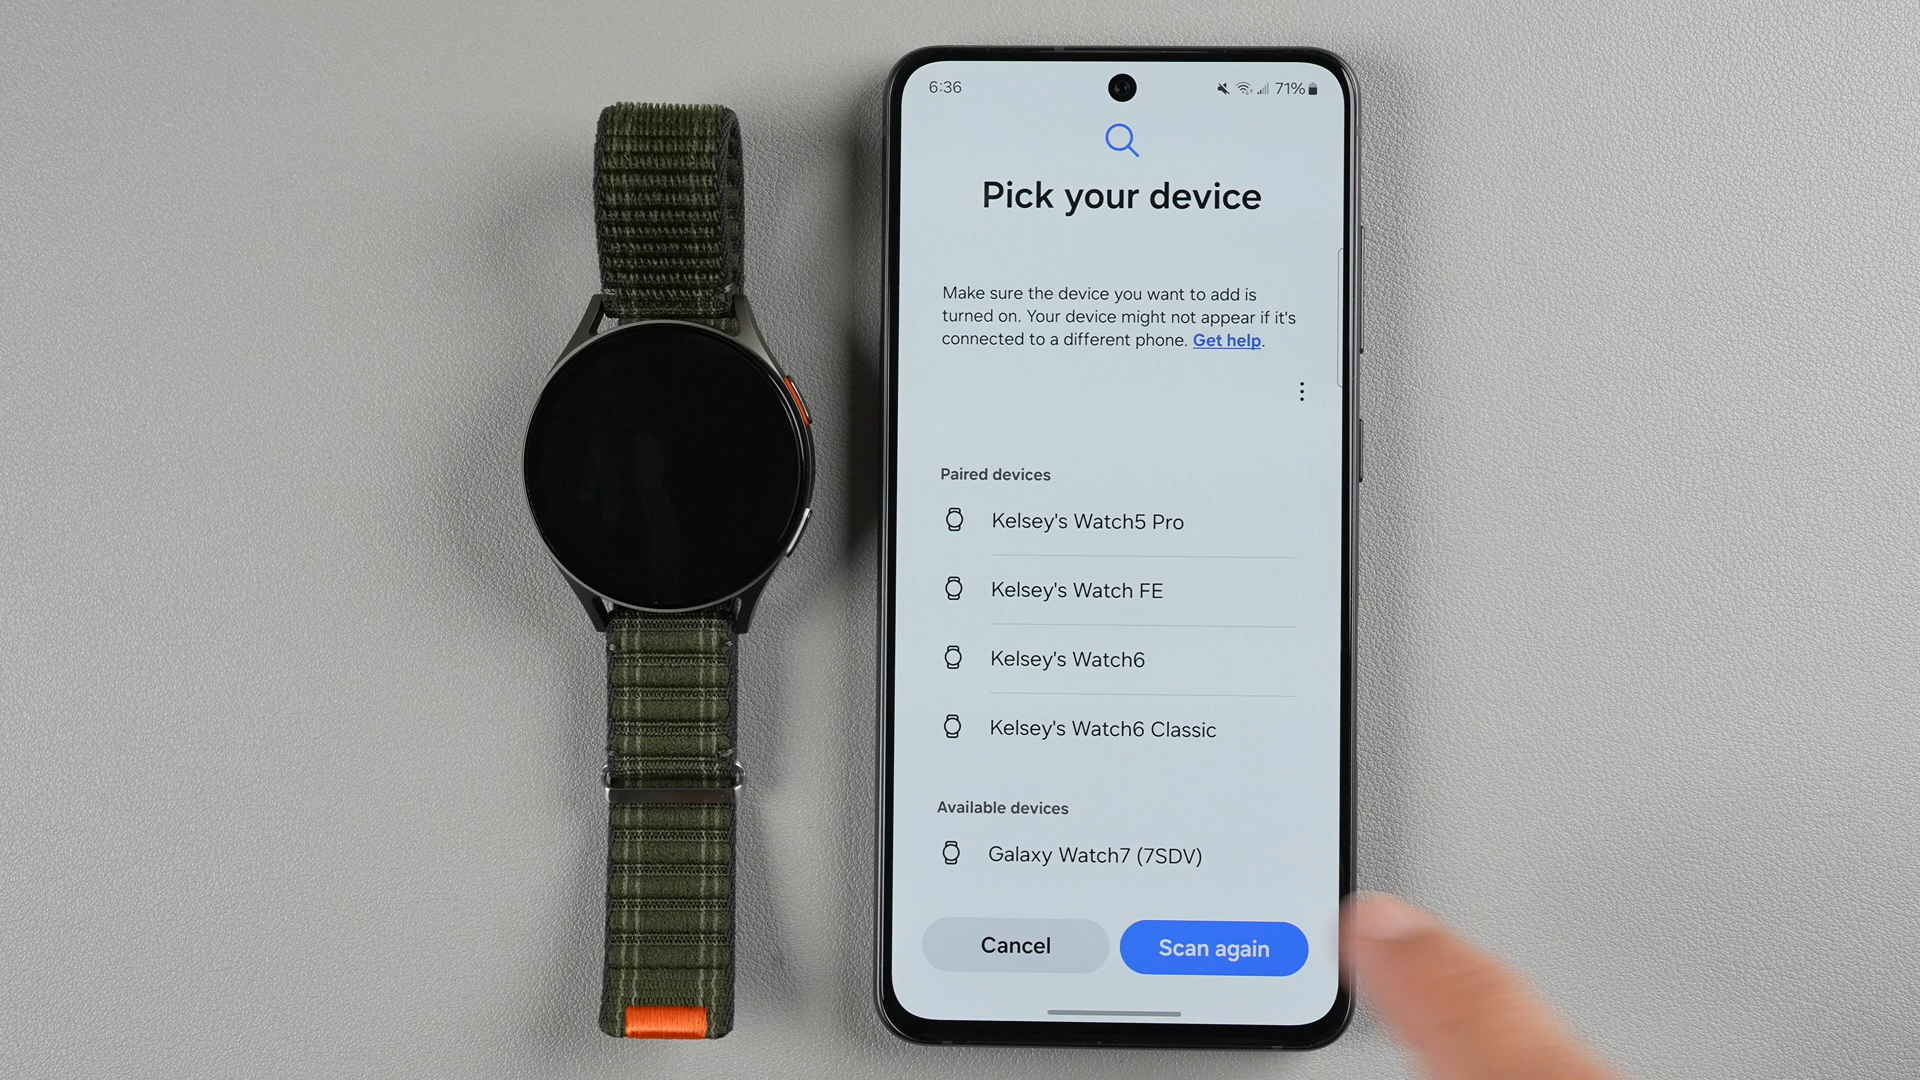 6:36
71%
Pick your device
Make sure the device you want to add is
turned on. Your device might not appear if it's
connected to a different phone. Get help.
Paired devices
Kelsey's Watch5 Pro
Kelsey's Watch FE
Kelsey's Watch6
Kelsey's Watch6 Classic
Available devices
Galaxy Watch7 (7SDV)
Cancel
Scan again